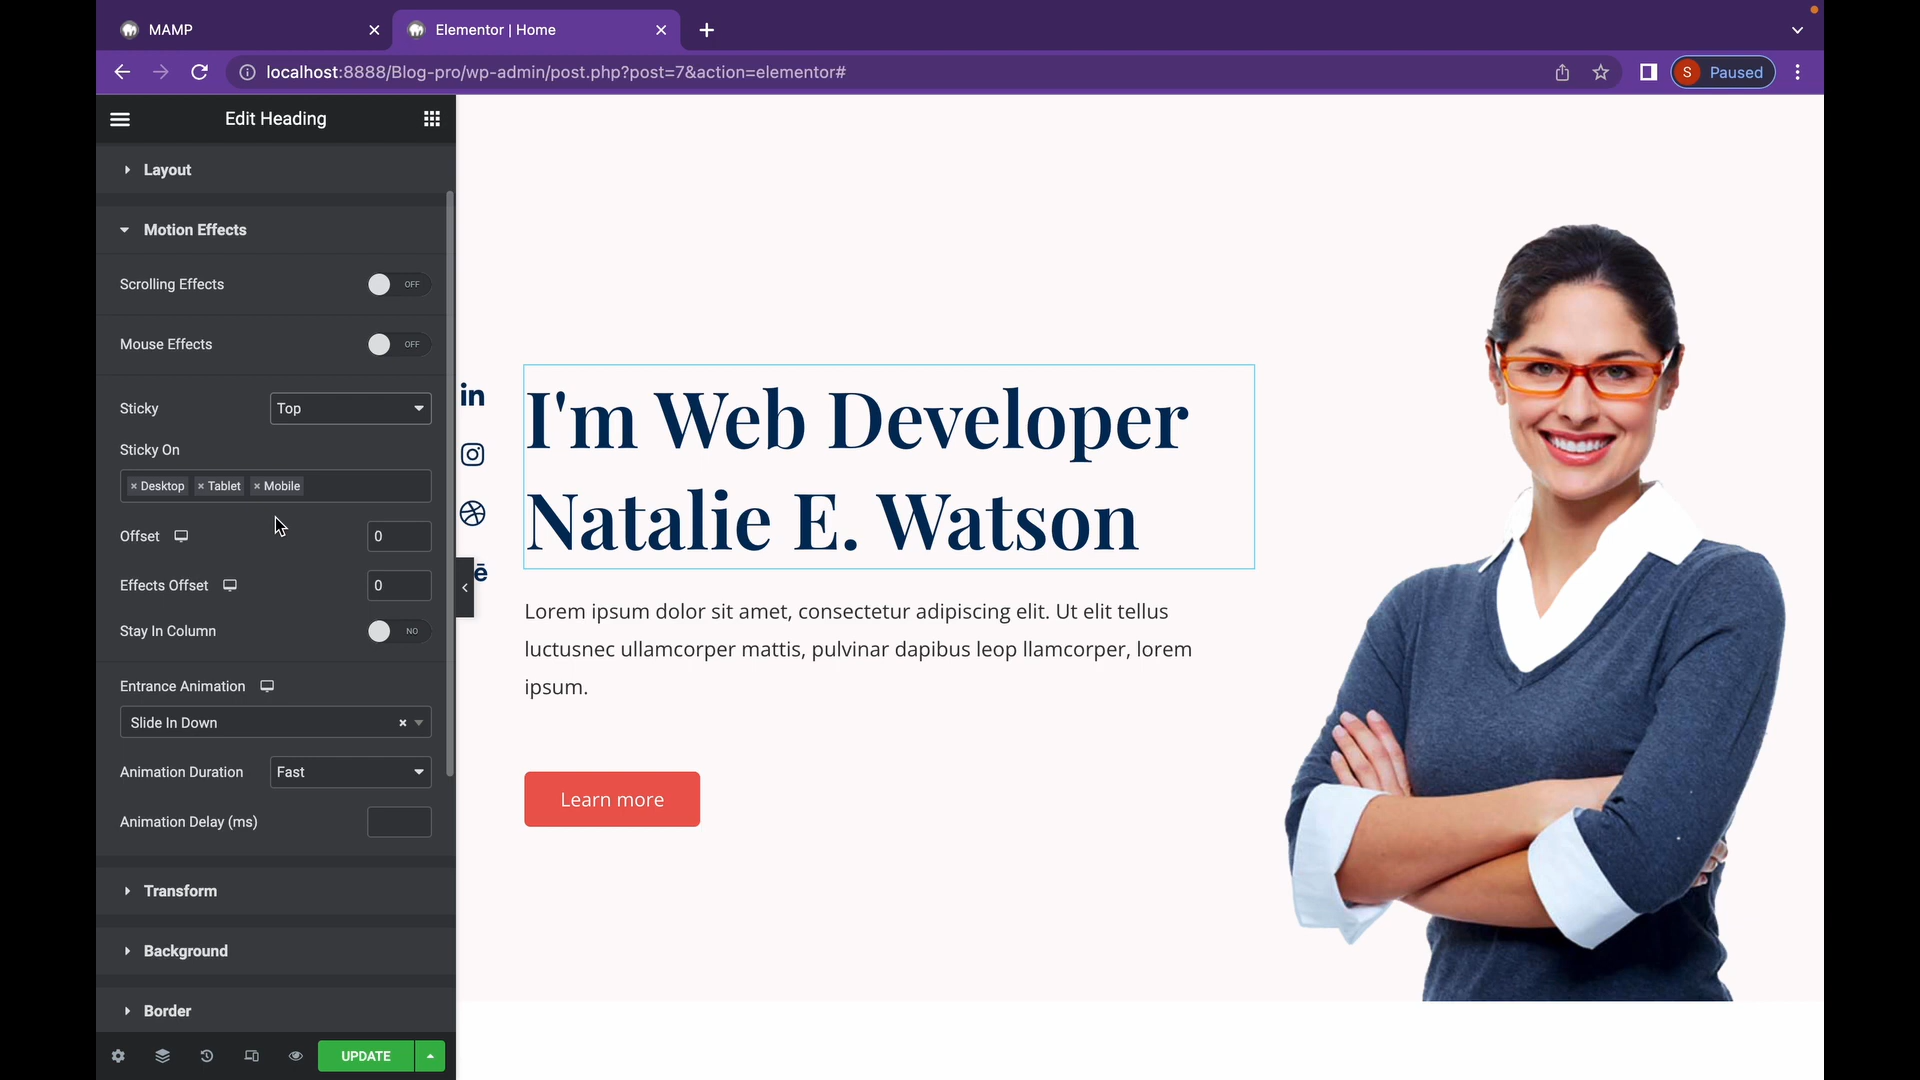 MAMP
Elementor | Home
localhost:8888/Blog-pro/wp-admin/post.php?post=7&action=elementor#
S Paused
Edit Heading
Layout
Motion Effects
Scrolling Effects OFF
Mouse Effects OFF
Sticky Top
Sticky On
× Desktop × Tablet × Mobile
Offset 0
Effects Offset 0
Stay In Column NO
Entrance Animation
Slide In Down ×
Animation Duration Fast
Animation Delay (ms)
Transform
Background
Border
UPDATE
in
I'm Web Developer
Natalie E. Watson
Lorem ipsum dolor sit amet, consectetur adipiscing elit. Ut elit tellus
luctusnec ullamcorper mattis, pulvinar dapibus leop llamcorper, lorem
ipsum.
Learn more